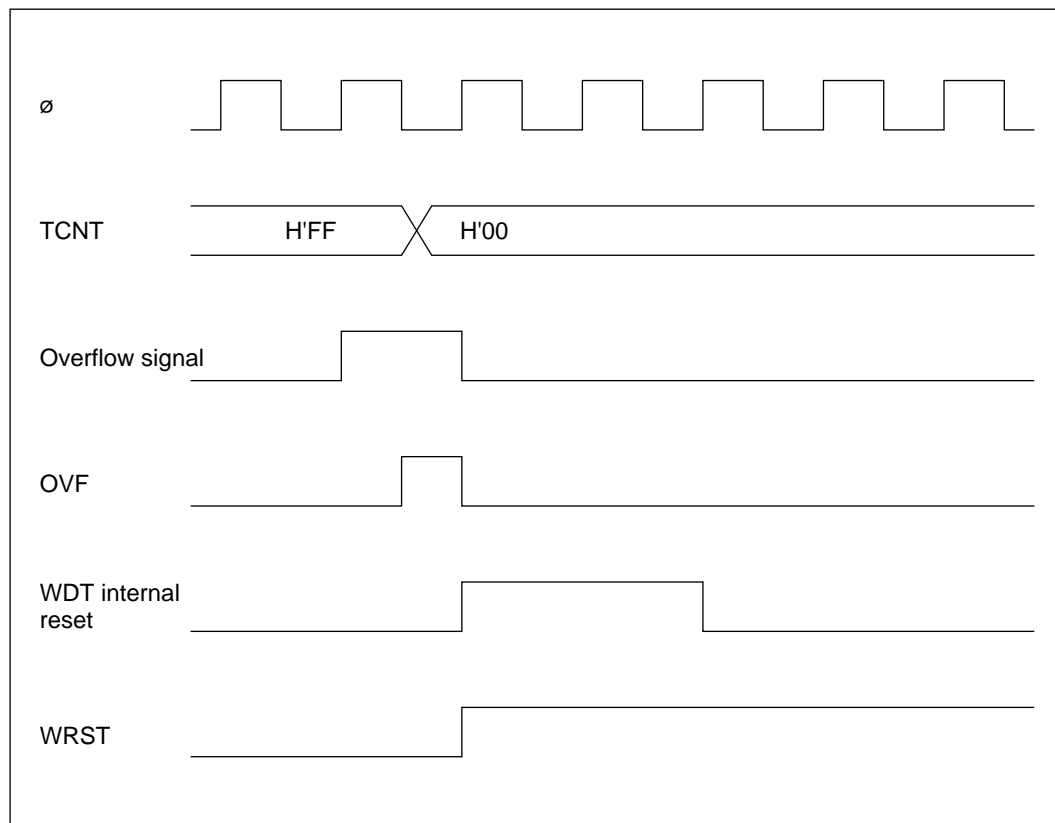 ø
TCNT
H'FF
H'00
Overflow signal
OVF
WDT internal
reset
WRST